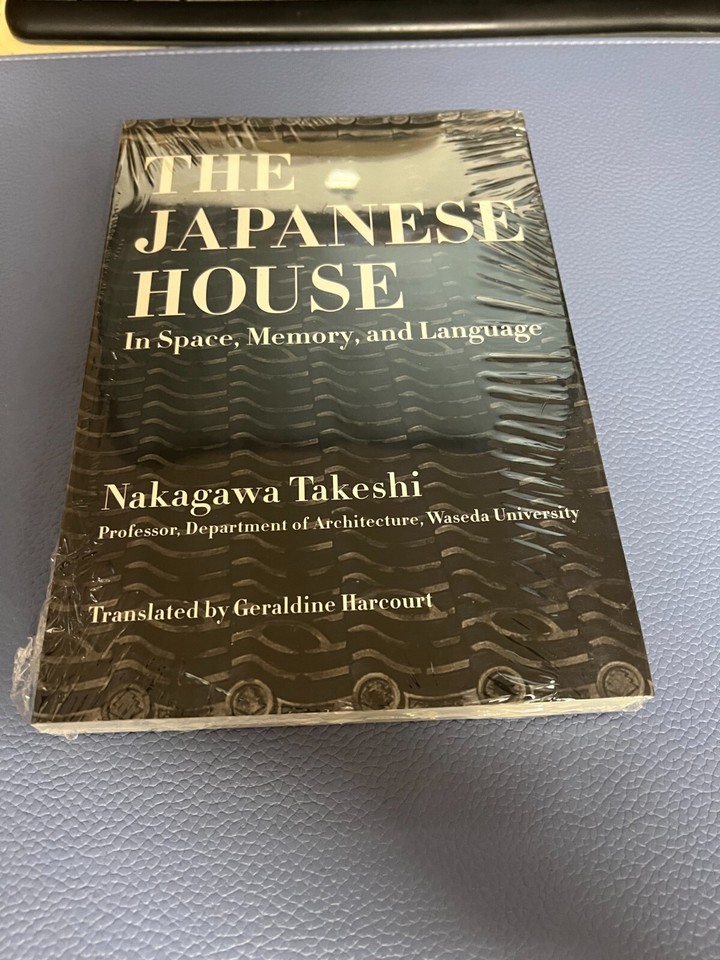 THE
JAPANESE
HOUSE
In Space, Memory, and Language
Nakagawa Takeshi
Professor, Department of Architecture, Waseda University
Translated by Geraldine Harcourt